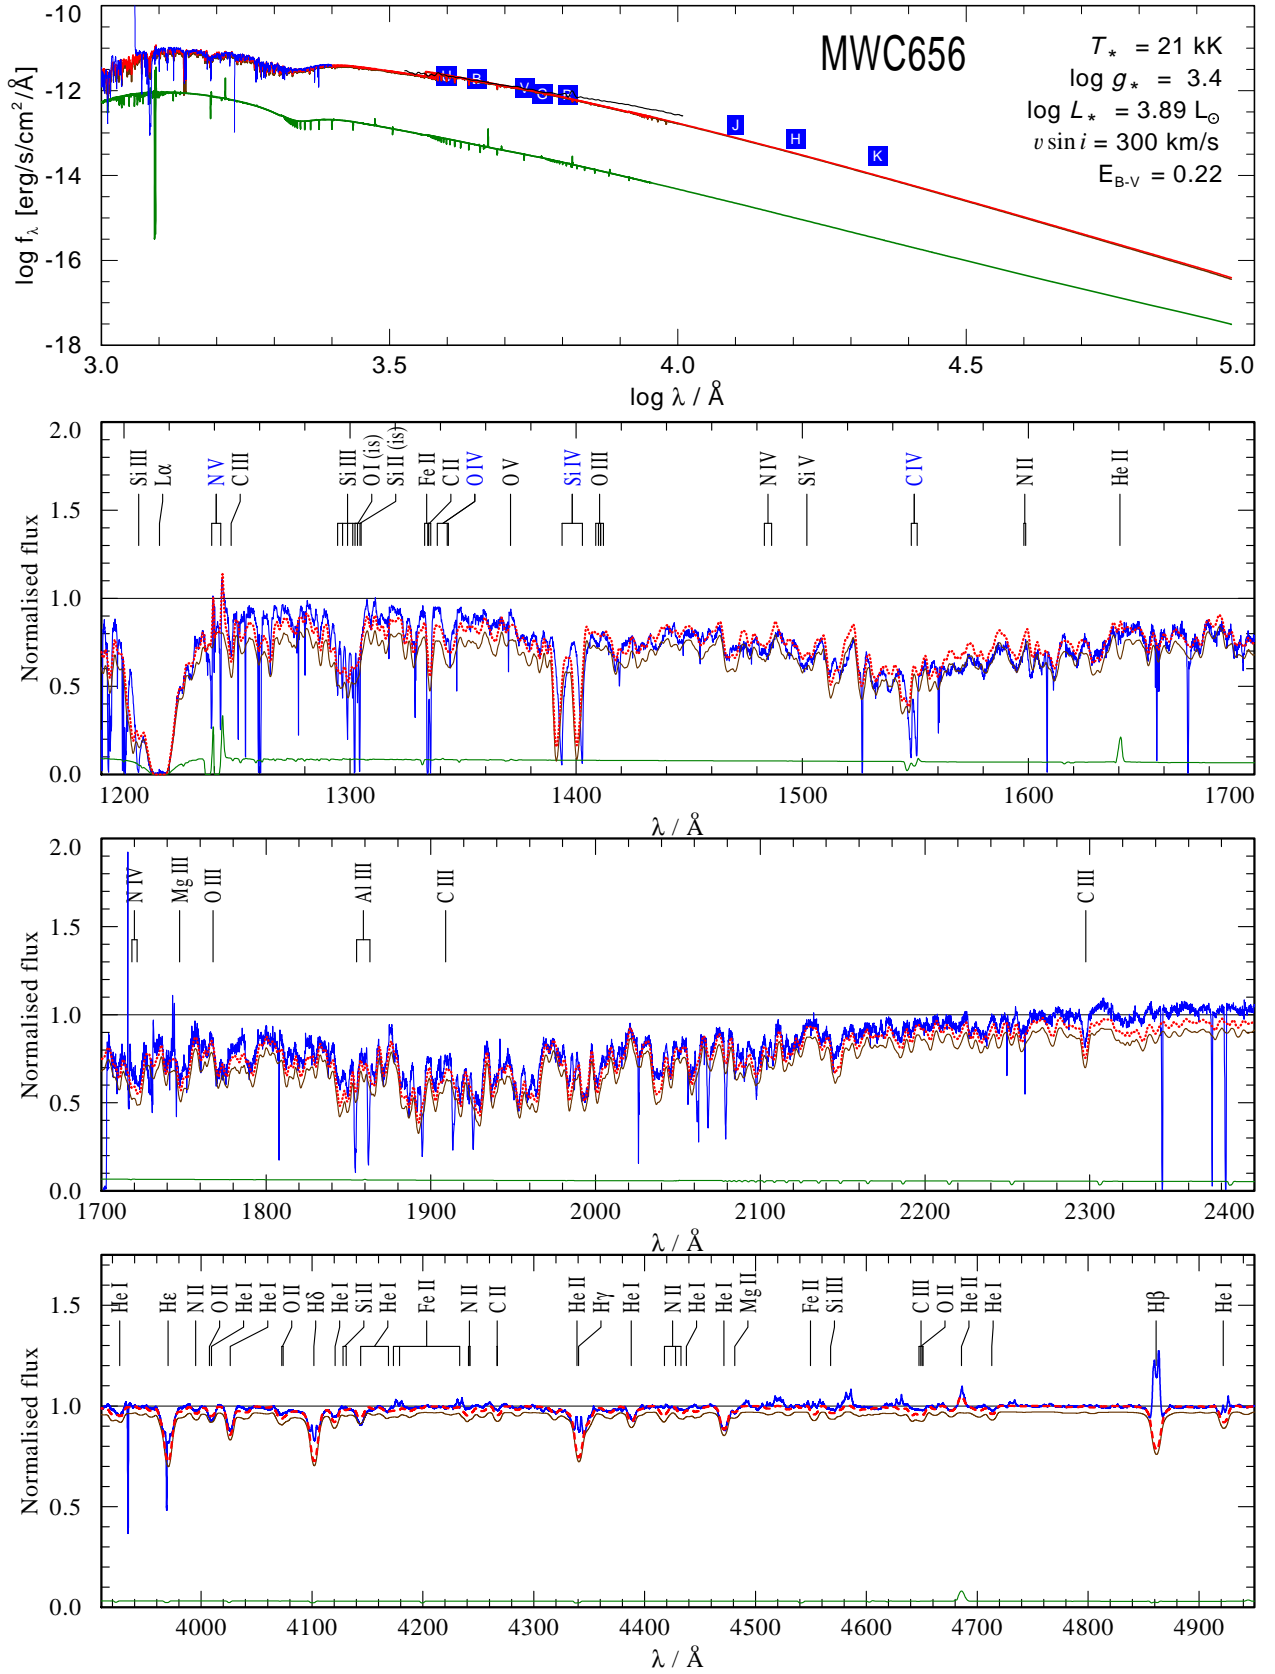 MWC656
T* = 21 kK
log g* = 3.4
log L* = 3.89 L⊙
v sin i = 300 km/s
E B-V = 0.22
-10
-12
-14
-16
-18
log fλ [erg/s/cm²/Å]
U B V G R J H K
3.0 3.5 4.0 4.5 5.0
log λ / Å
Si III Lα N V C III Si III O I (is) Si II (is) Fe II C II O IV O V Si IV O III N IV Si V C IV N II He II
2.0
1.5
1.0
0.5
0.0
Normalised flux
1200 1300 1400 1500 1600 1700
λ / Å
N IV Mg III O III Al III C III C III
2.0
1.5
1.0
0.5
0.0
Normalised flux
1700 1800 1900 2000 2100 2200 2300 2400
λ / Å
He I Hε N II O II He I He I O II Hδ He I Si II He I Fe II N II C II He II Hγ He I N II He I Mg II Fe II Si III C III O II He II He I Hβ He I
1.5
1.0
0.5
0.0
Normalised flux
4000 4100 4200 4300 4400 4500 4600 4700 4800 4900
λ / Å